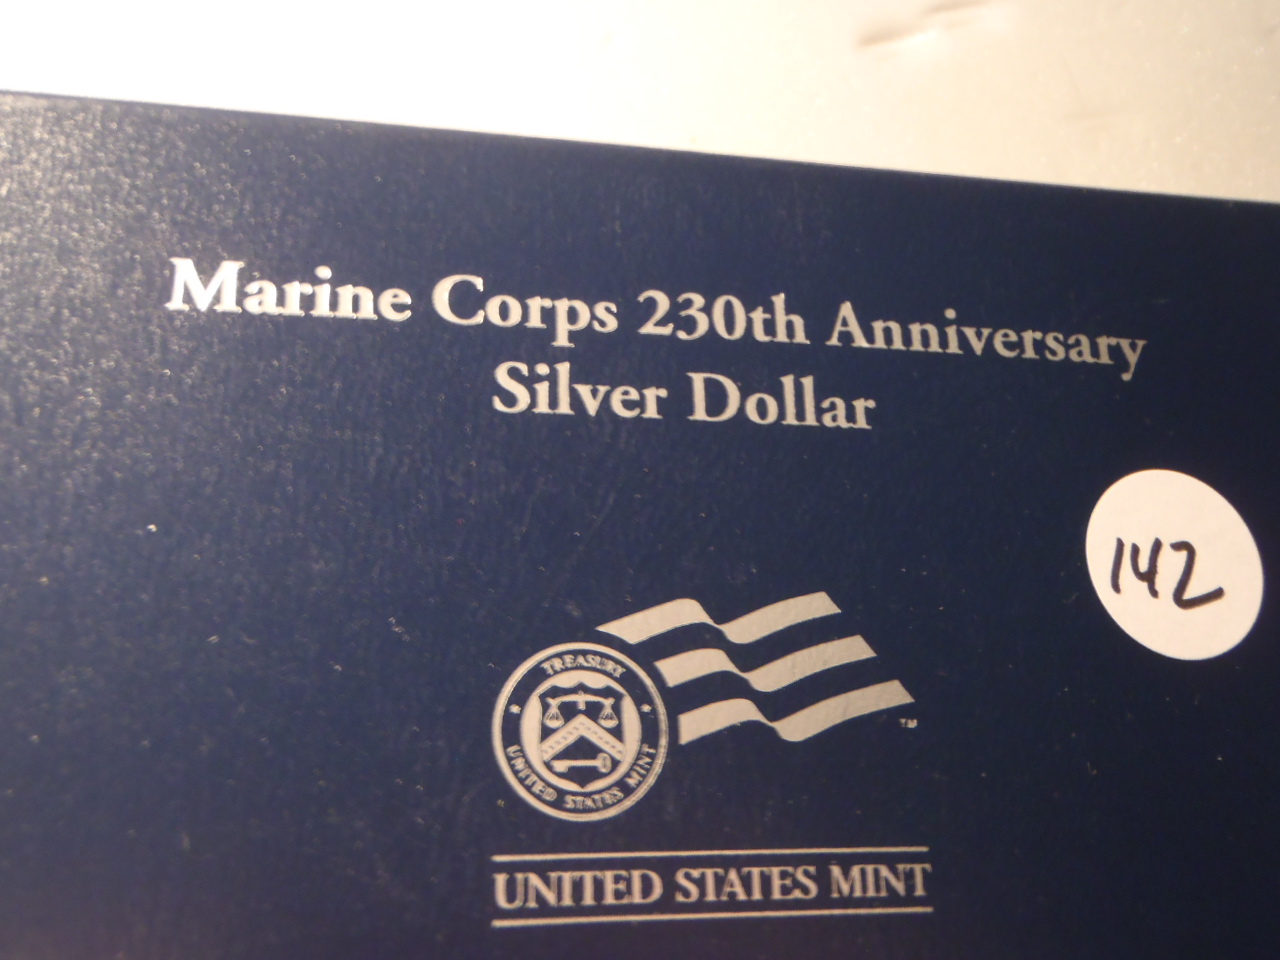 Marine Corps 230th Anniversary
Silver Dollar
142
TREASURY
UNITED STATES MINT
TM
UNITED STATES MINT